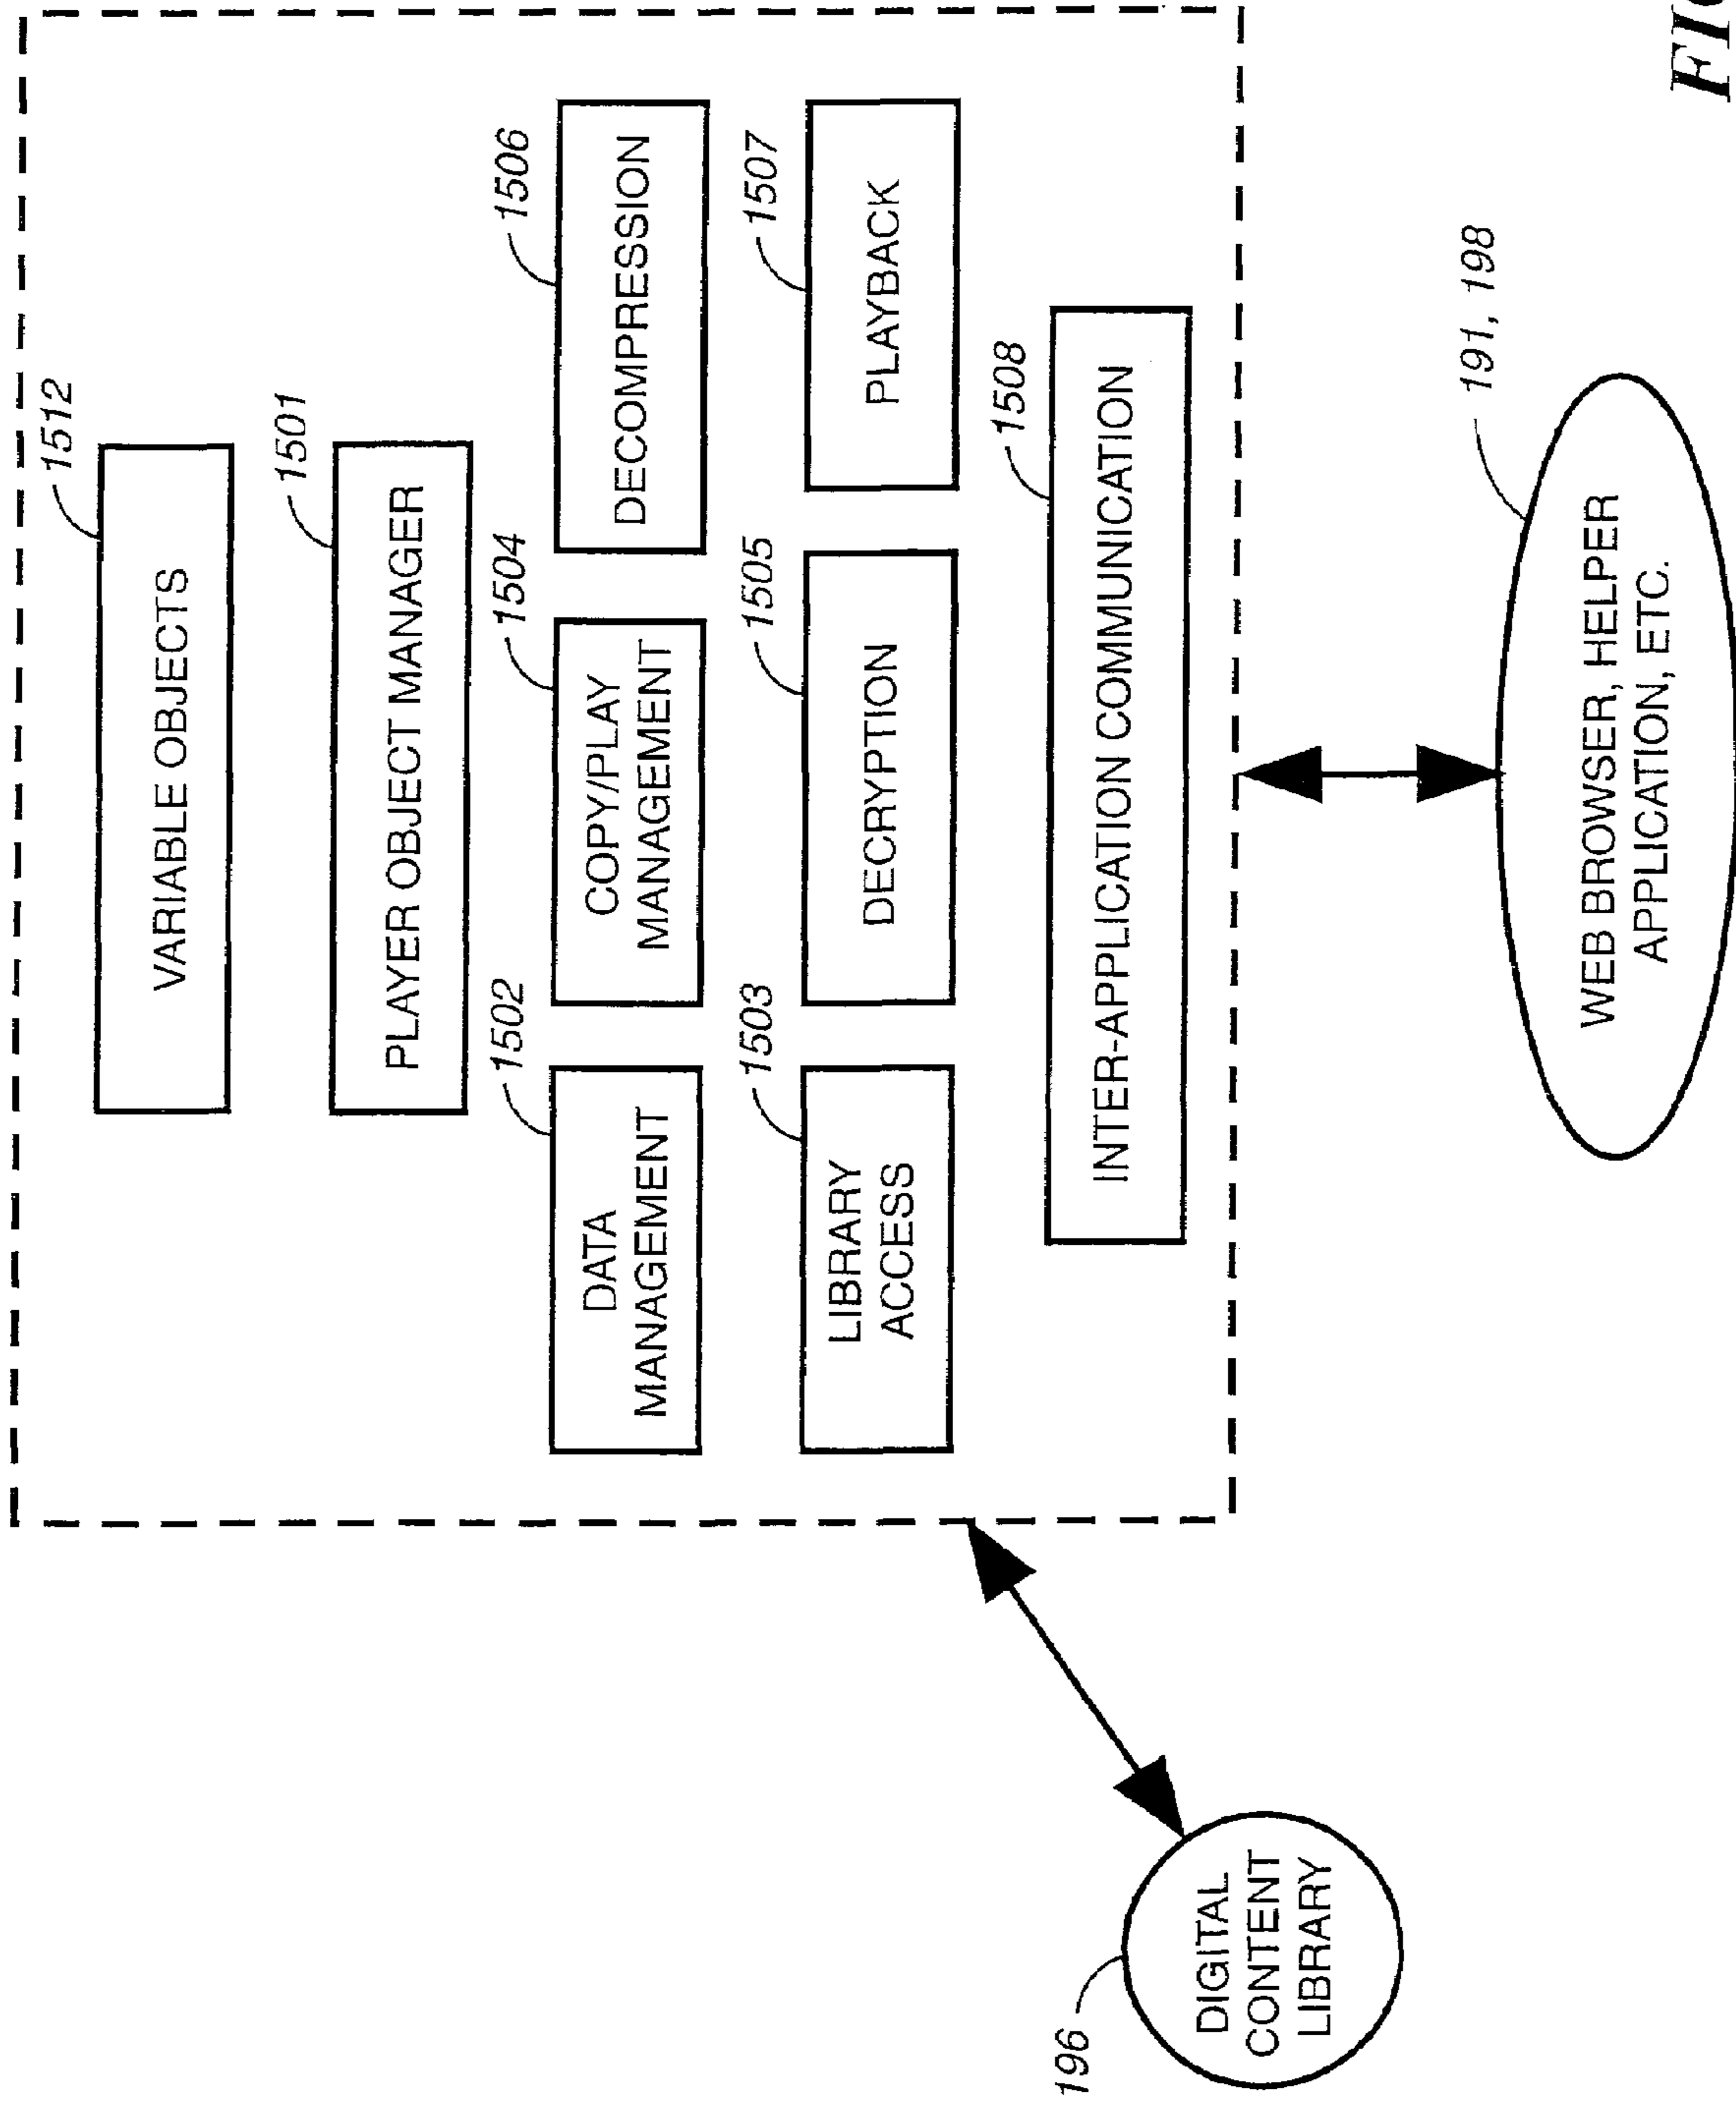 1512
VARIABLE OBJECTS
1501
PLAYER OBJECT MANAGER
1502
DATA
MANAGEMENT
1504
COPY/PLAY
MANAGEMENT
1506
DECOMPRESSION
1503
LIBRARY
ACCESS
1505
DECRYPTION
1507
PLAYBACK
1508
INTER-APPLICATION COMMUNICATION
196
DIGITAL
CONTENT
LIBRARY
191, 198
WEB BROWSER, HELPER
APPLICATION, ETC.